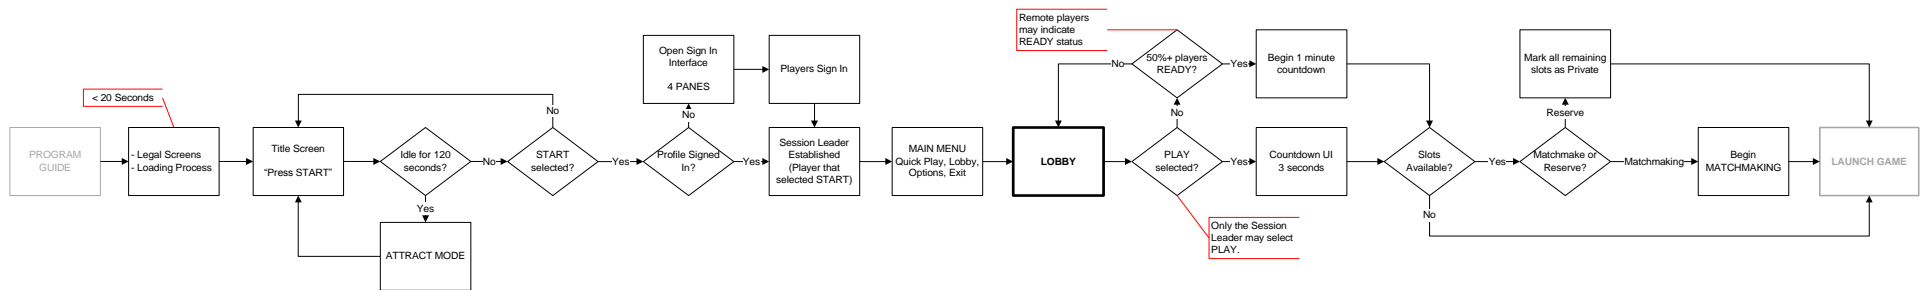 PROGRAM
GUIDE
< 20 Seconds
- Legal Screens
- Loading Process
Title Screen
“Press START”
Idle for 120
seconds?
No
Yes
ATTRACT MODE
START
selected?
No
Yes
Profile Signed
In?
No
Yes
Open Sign In
Interface
4 PANES
Players Sign In
Session Leader
Established
(Player that
selected START)
MAIN MENU
Quick Play, Lobby,
Options, Exit
LOBBY
PLAY
selected?
No
Yes
Only the Session
Leader may select
PLAY.
Remote players
may indicate
READY status
50%+ players
READY?
No
Yes
Begin 1 minute
countdown
Countdown UI
3 seconds
Slots
Available?
Yes
No
Matchmake or
Reserve?
Reserve
Mark all remaining
slots as Private
Matchmaking
Begin
MATCHMAKING
LAUNCH GAME